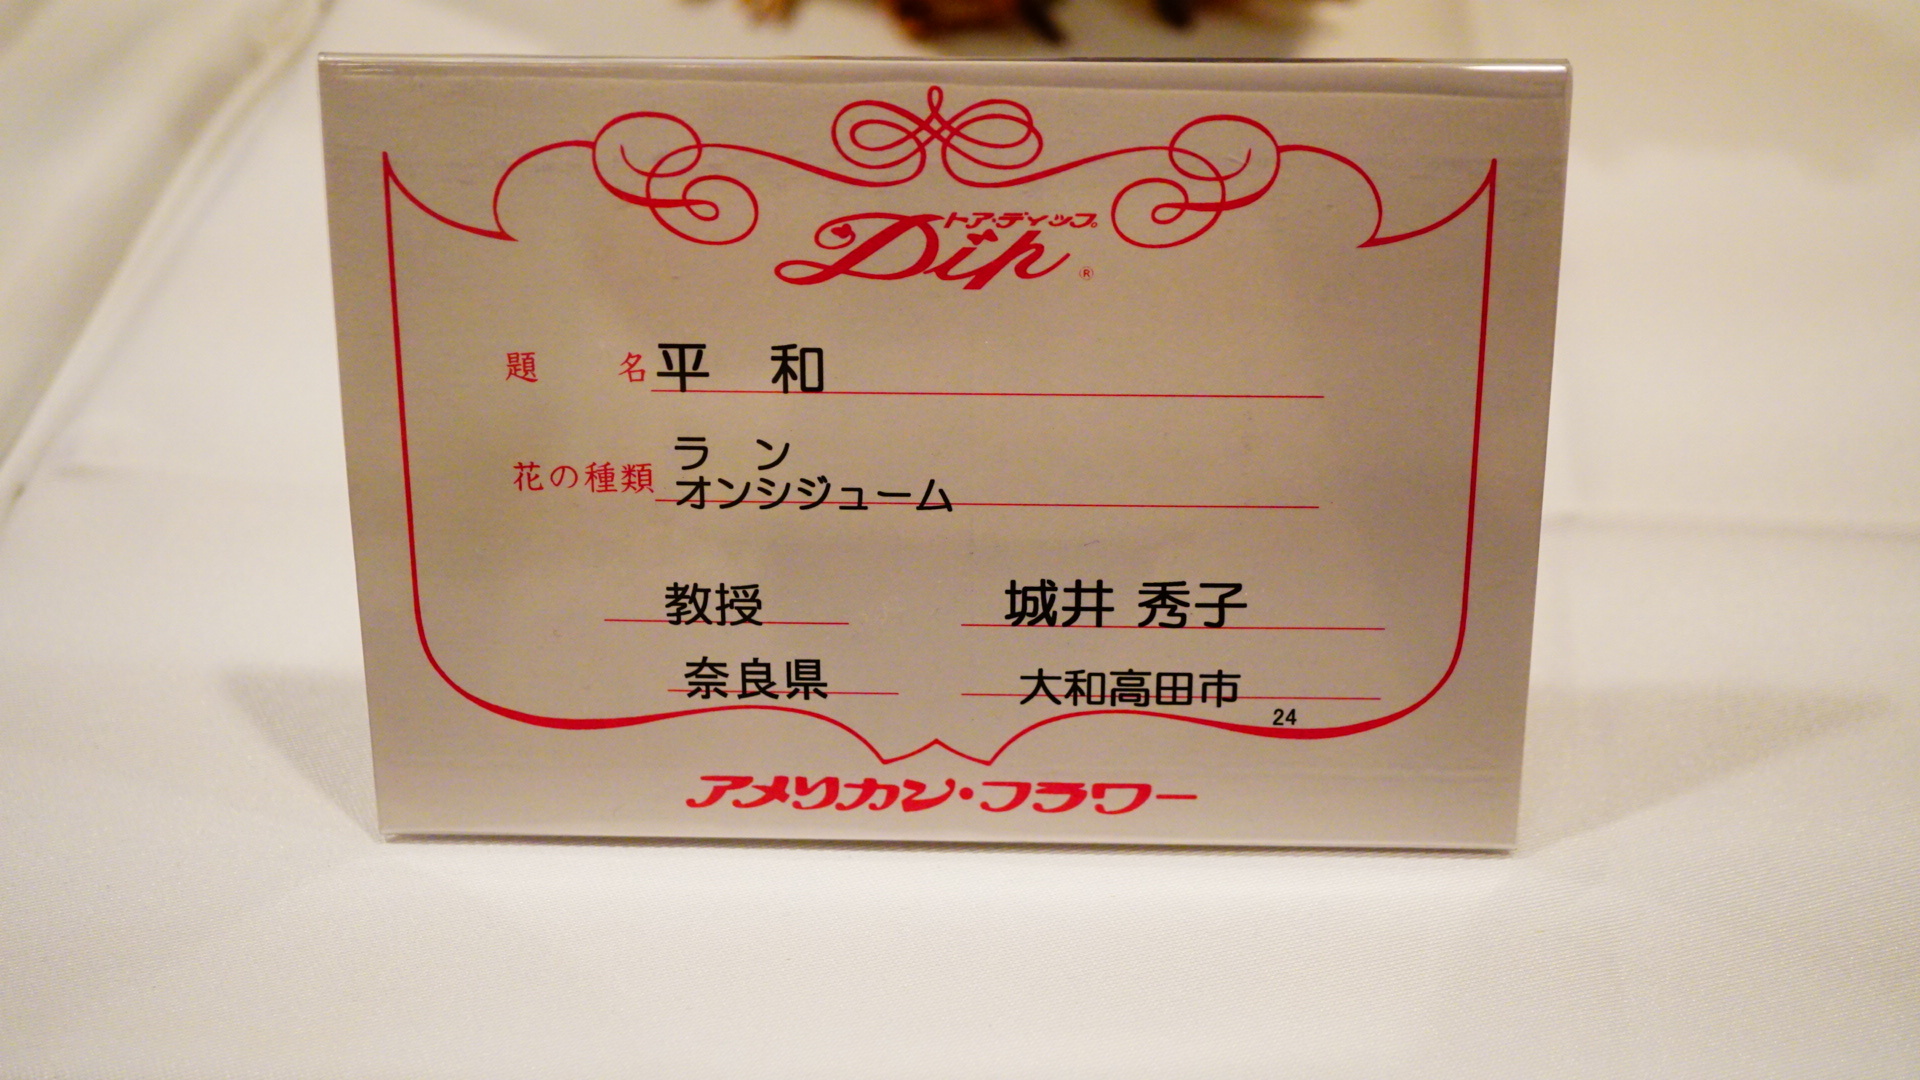 トア・ディップ
Dip ®
題 名 平 和
花の種類 ラ ン
オンシジューム
教授 城井 秀子
奈良県 大和高田市
24
アメリカン・フラワー